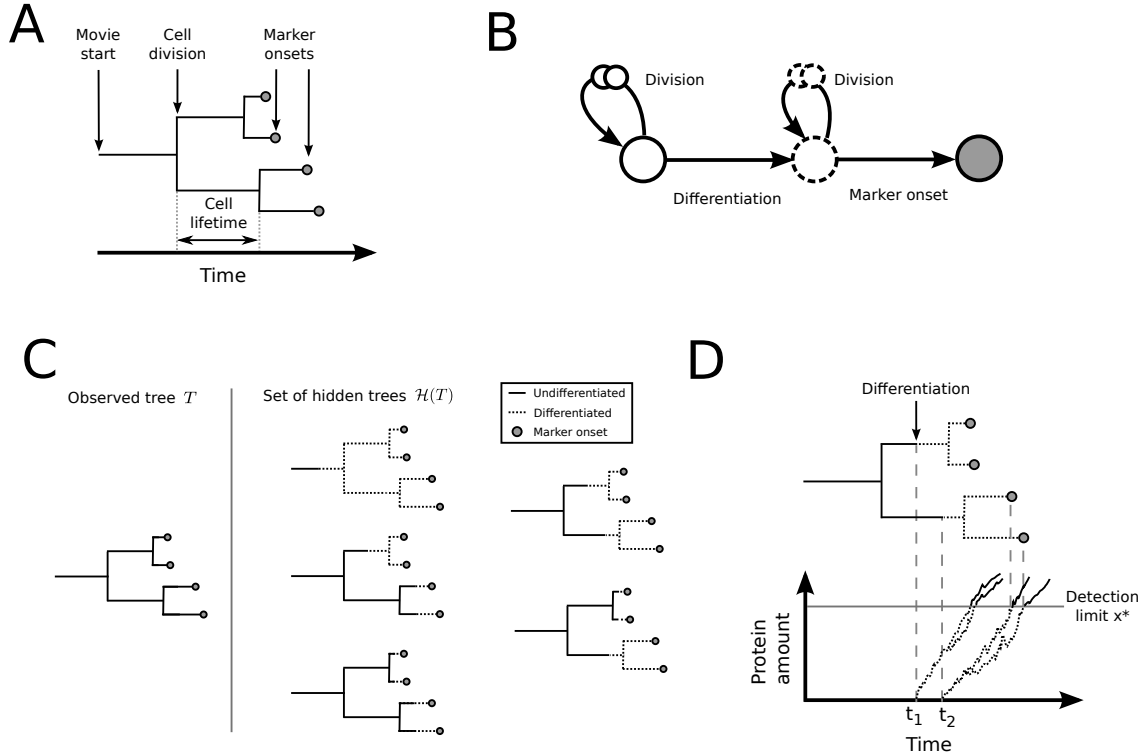 A
Movie
start
Cell
division
Marker
onsets
Cell
lifetime
Time
B
Division
Division
Differentiation
Marker onset
C
Observed tree T
Set of hidden trees H(T)
Undifferentiated
Differentiated
Marker onset
D
Differentiation
Detection
limit x*
Protein
amount
t1
t2
Time